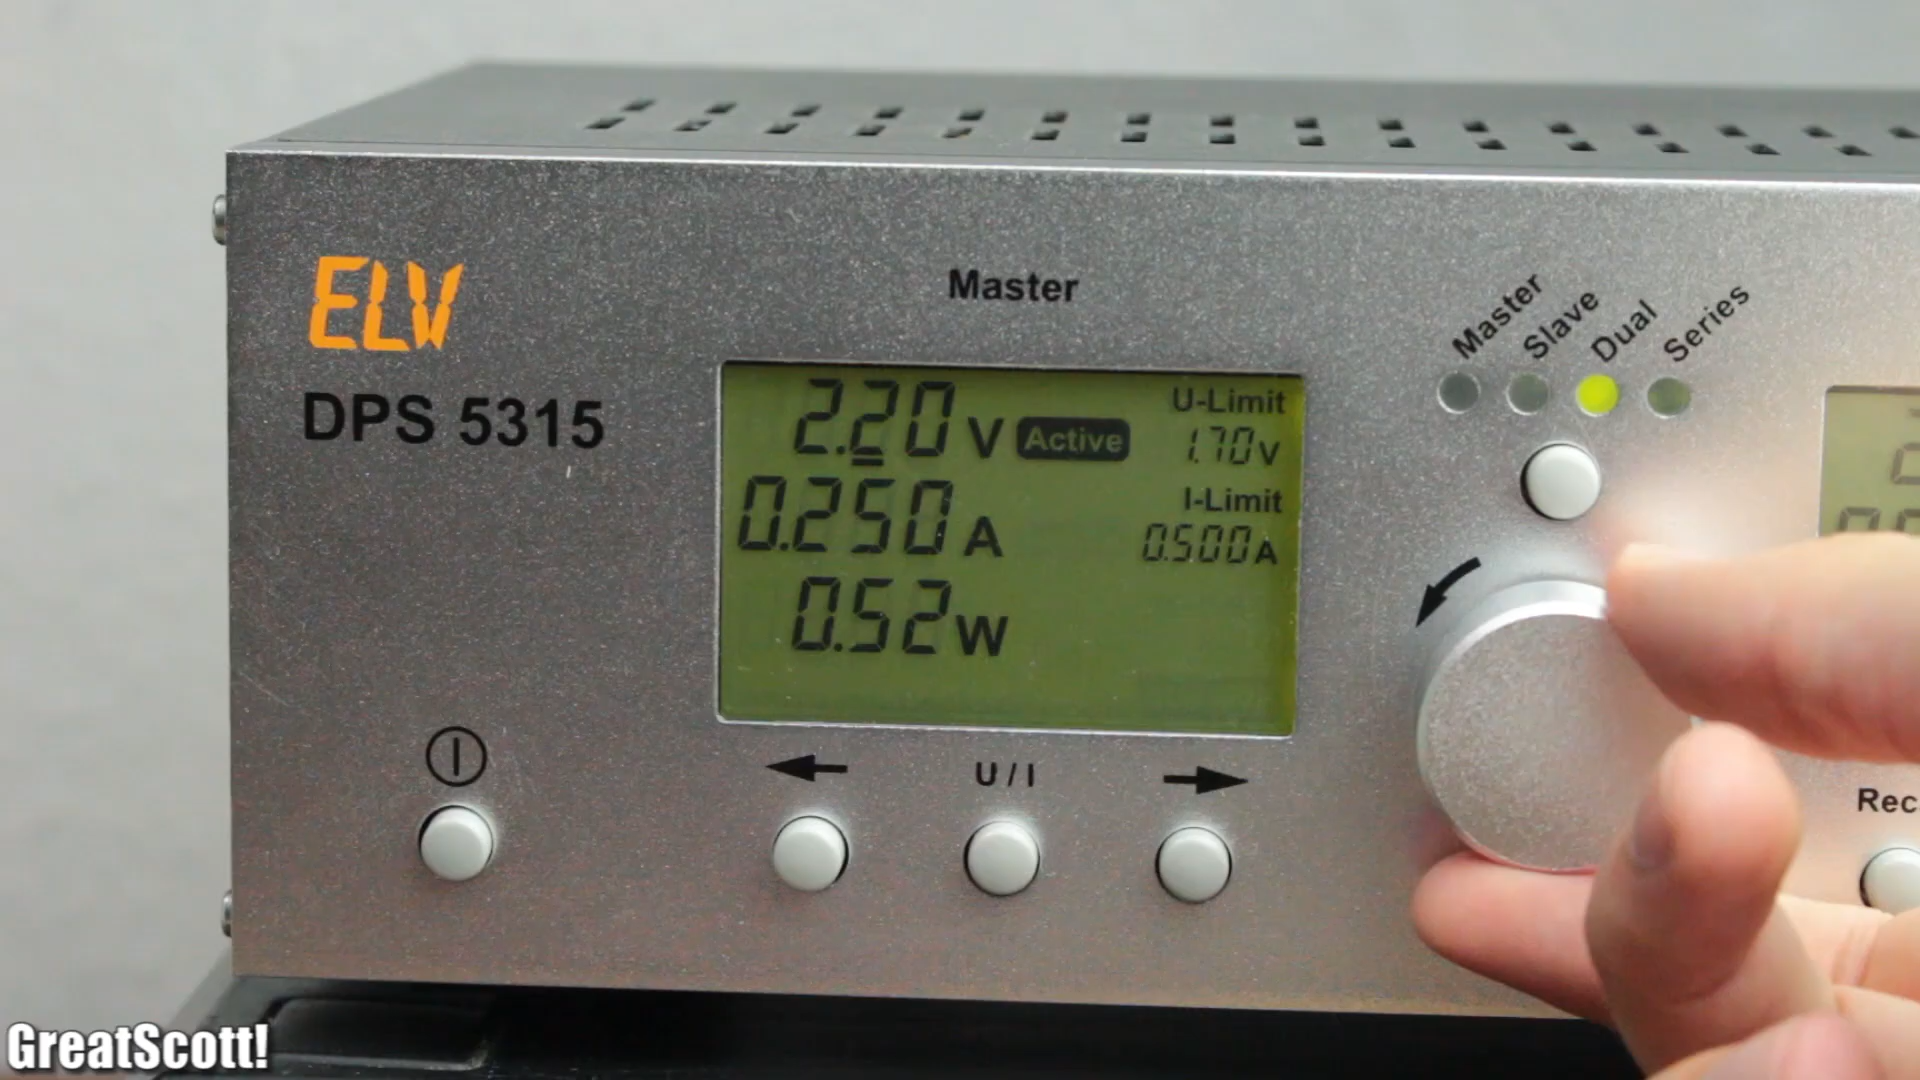 ELV
DPS 5315
Master
2.20 V Active
0.250 A
0.52 W
U-Limit
1.70 V
I-Limit
0.500 A
U / I
Master
Slave
Dual
Series
Rec
GreatScott!